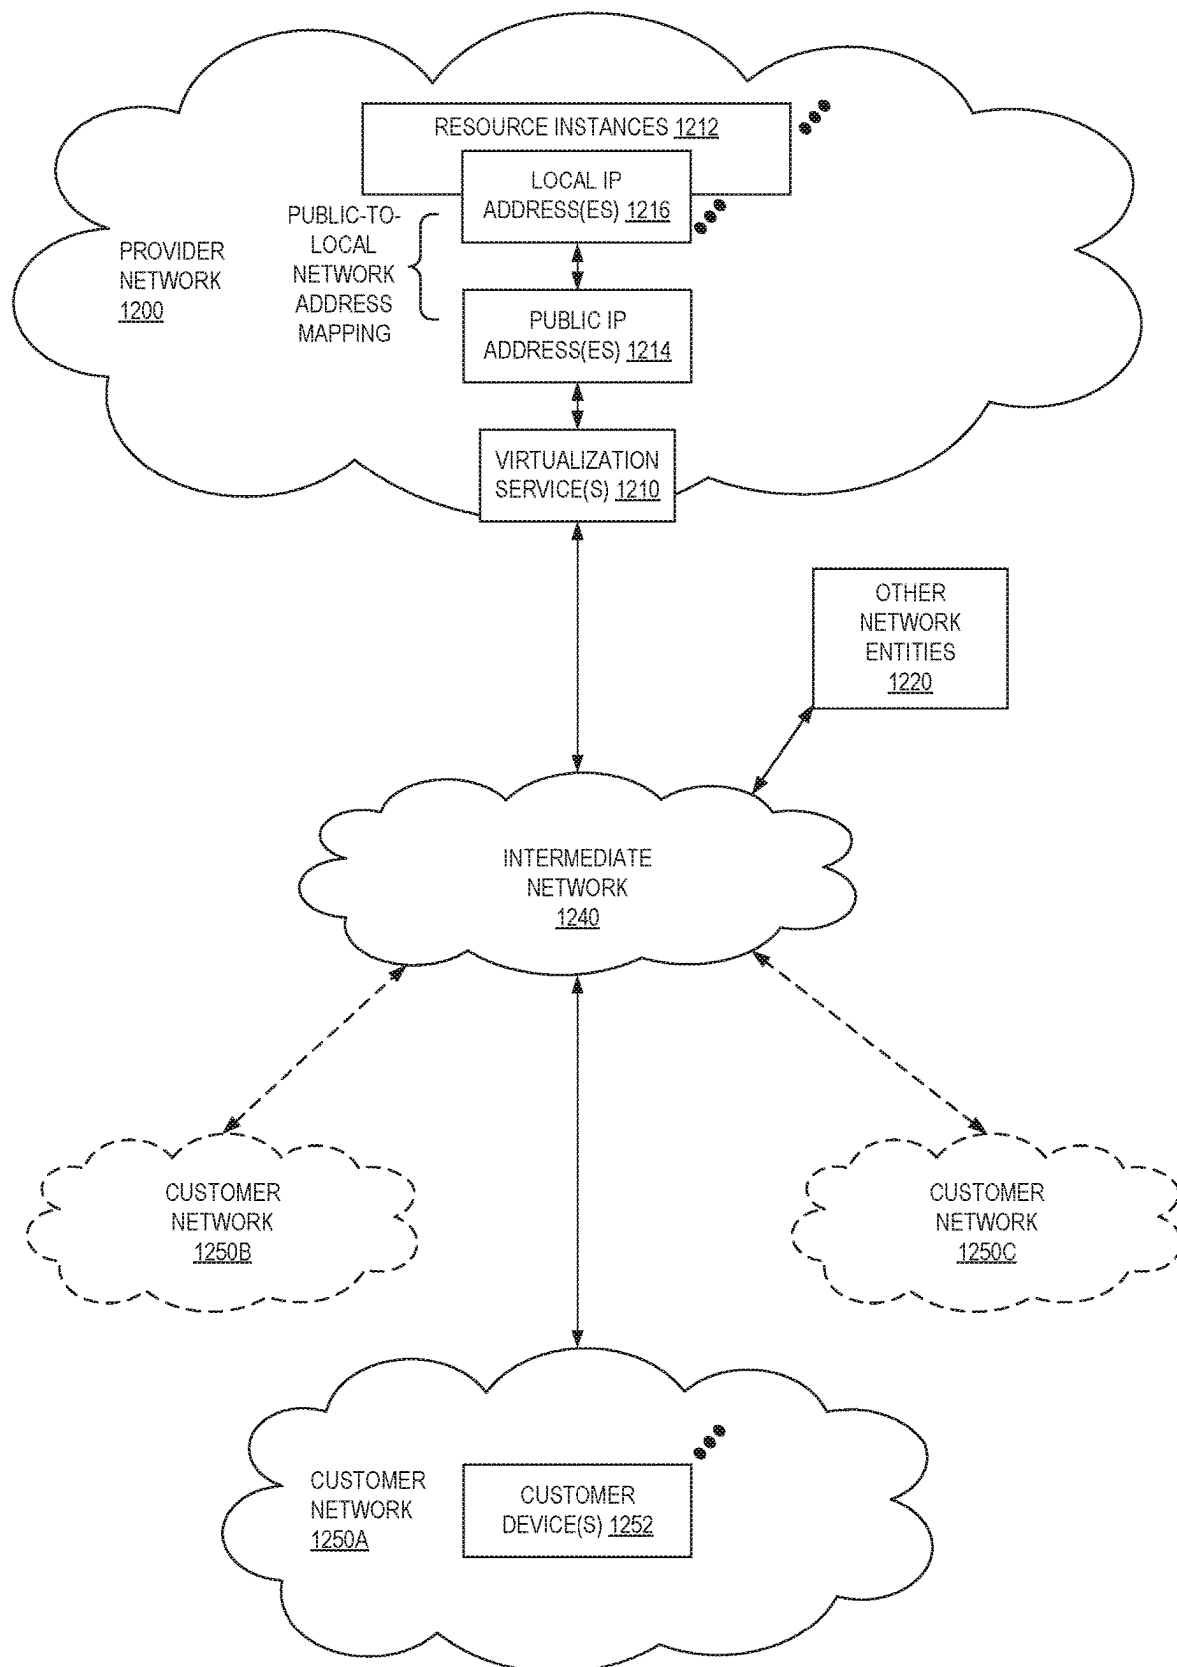 RESOURCE INSTANCES 1212
LOCAL IP
ADDRESS(ES) 1216
PUBLIC-TO-
LOCAL
NETWORK
ADDRESS
MAPPING
PROVIDER
NETWORK
1200
PUBLIC IP
ADDRESS(ES) 1214
VIRTUALIZATION
SERVICE(S) 1210
OTHER
NETWORK
ENTITIES
1220
INTERMEDIATE
NETWORK
1240
CUSTOMER
NETWORK
1250B
CUSTOMER
NETWORK
1250C
CUSTOMER
NETWORK
1250A
CUSTOMER
DEVICE(S) 1252